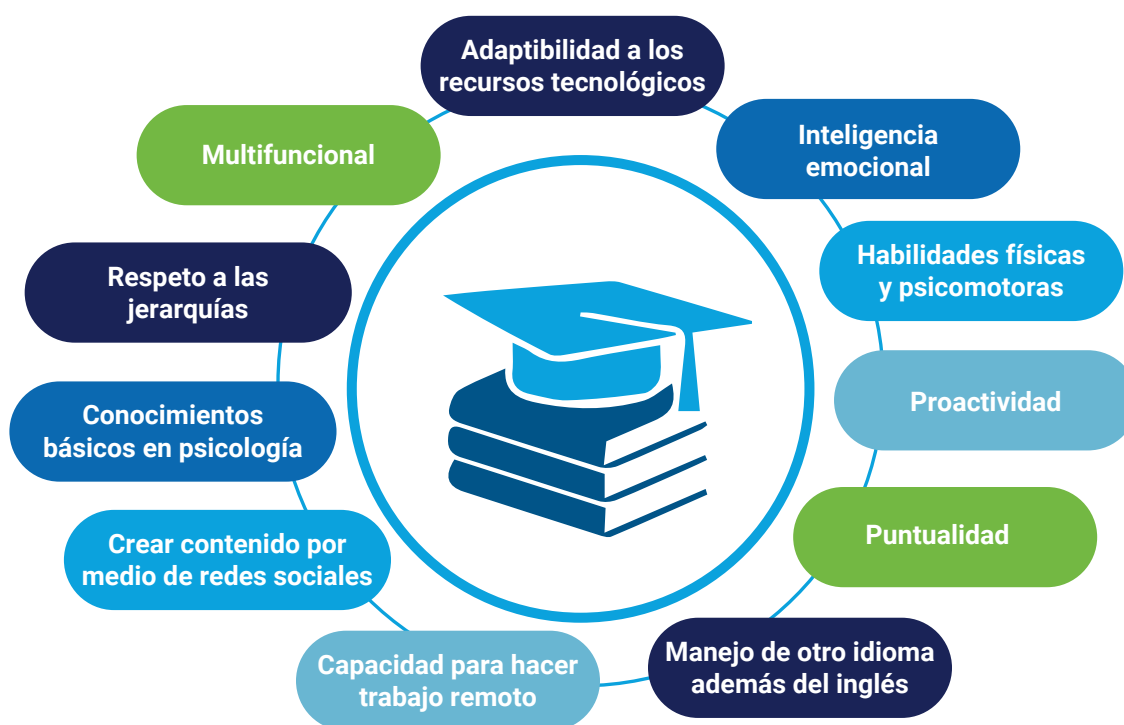 Adaptibilidad a los
recursos tecnológicos
Inteligencia
emocional
Habilidades físicas
y psicomotoras
Proactividad
Puntualidad
Manejo de otro idioma
además del inglés
Capacidad para hacer
trabajo remoto
Crear contenido por
medio de redes sociales
Conocimientos
básicos en psicología
Respeto a las
jerarquías
Multifuncional